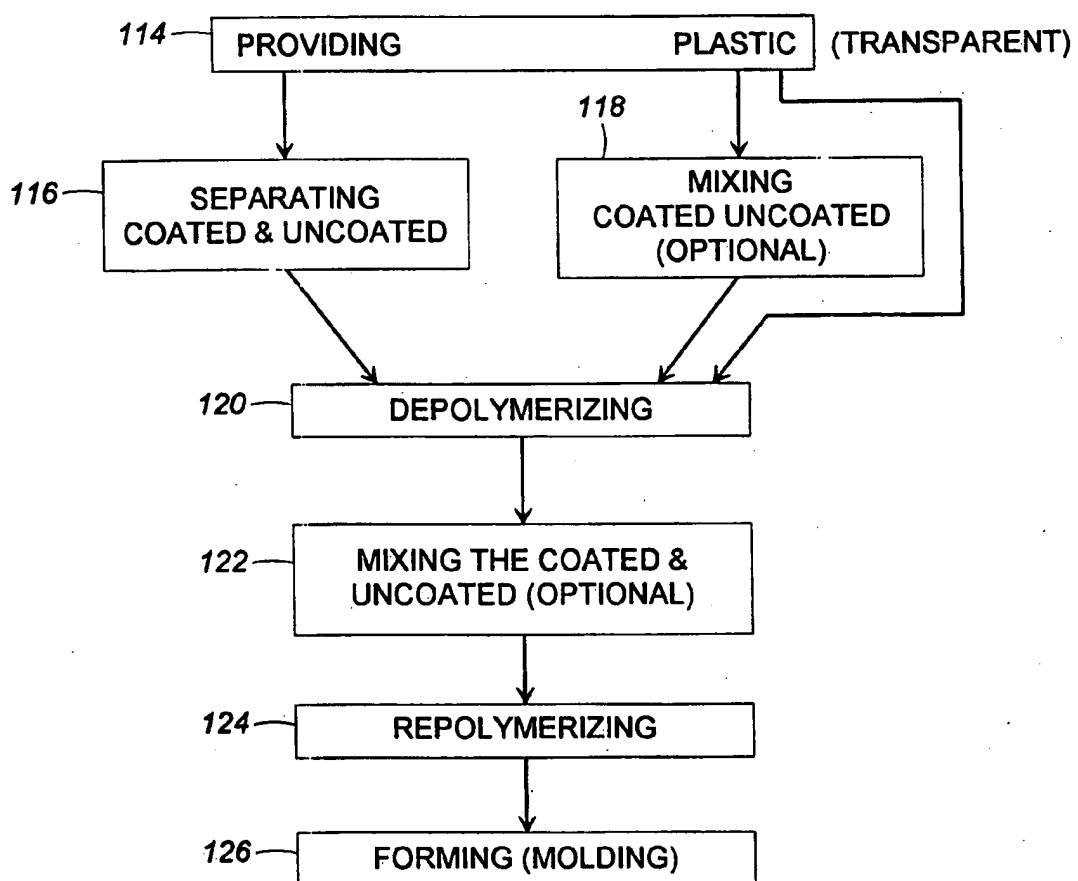 114 PROVIDING PLASTIC (TRANSPARENT)
118
116 SEPARATING
COATED & UNCOATED
MIXING
COATED UNCOATED
(OPTIONAL)
120 DEPOLYMERIZING
122 MIXING THE COATED &
UNCOATED (OPTIONAL)
124 REPOLYMERIZING
126 FORMING (MOLDING)